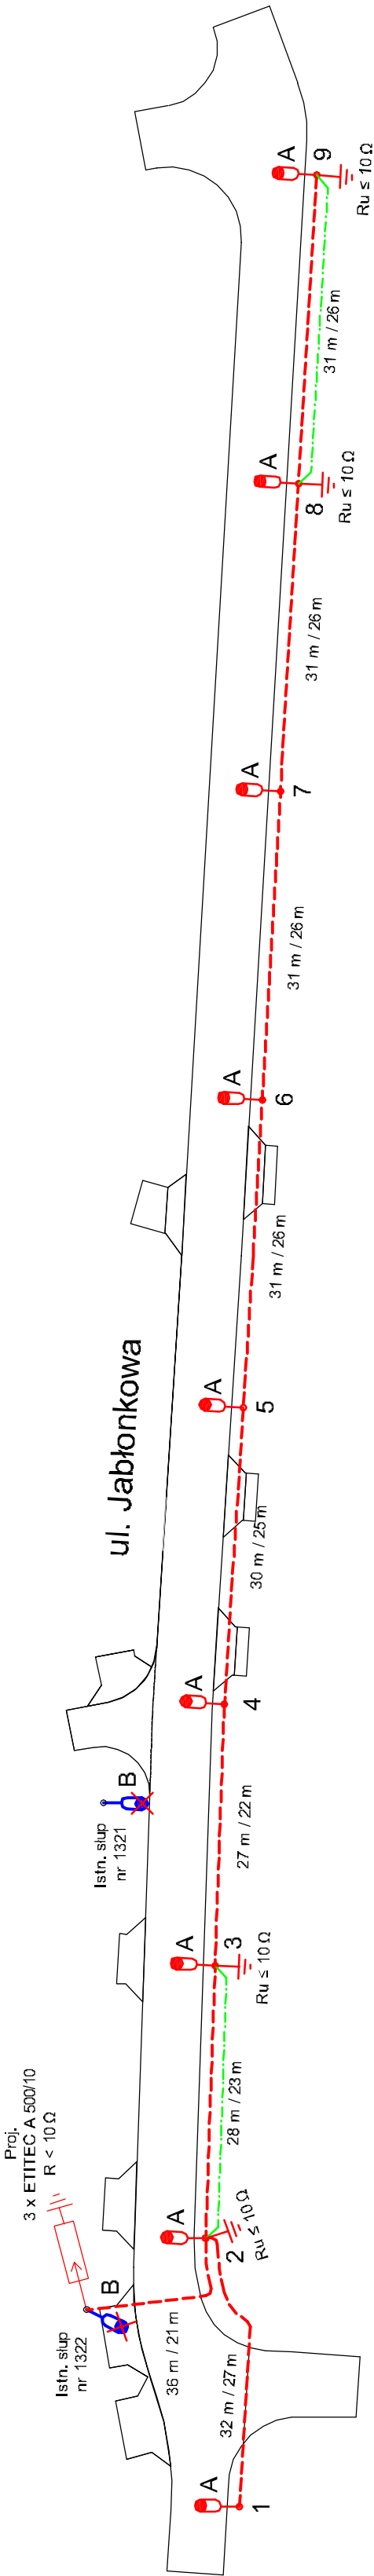 Proj.
3 x ETITEC A 500/10
R < 10 Ω
Istn. słup
nr 1322
B
36 m / 21 m
A
1
32 m / 27 m
A
2
Ru ≤ 10 Ω
28 m / 23 m
A
3
Ru ≤ 10 Ω
27 m / 22 m
Istn. słup
nr 1321
B
A
4
30 m / 25 m
ul. Jabłonkowa
A
5
31 m / 26 m
A
6
31 m / 26 m
A
7
31 m / 26 m
A
8
Ru ≤ 10 Ω
31 m / 26 m
A
9
Ru ≤ 10 Ω